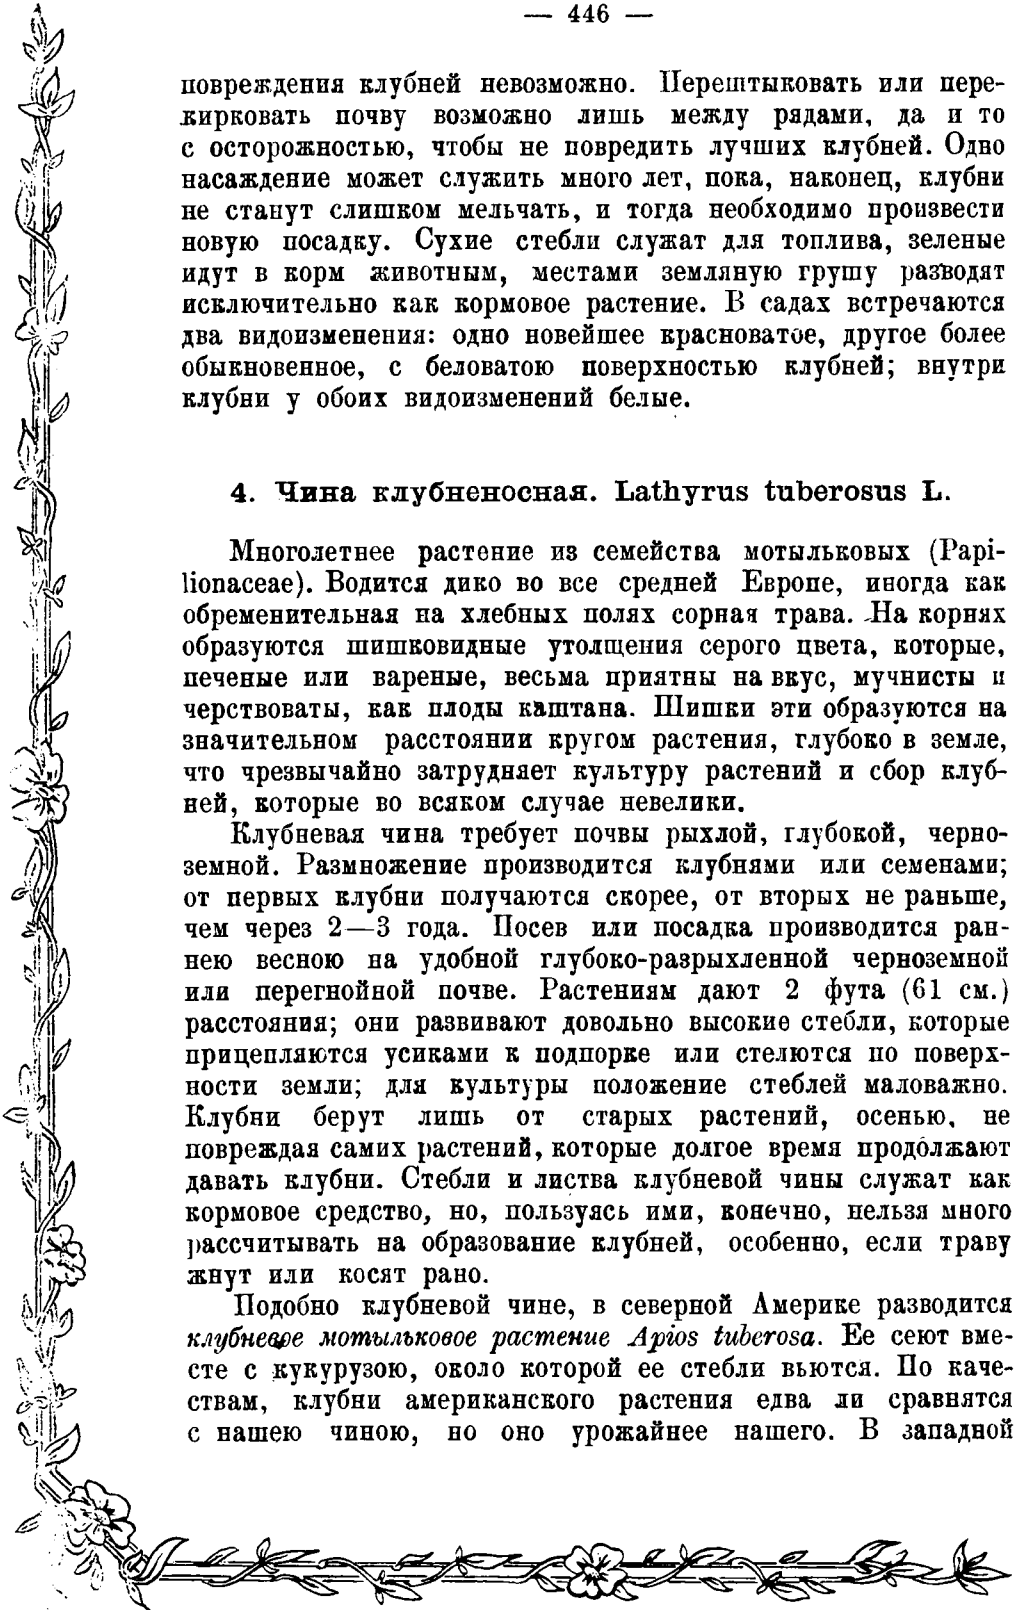 — 446 —
повреждения клубней невозможно. Перештыковать или пере-
кирковать почву возможно лишь между рядами, да и то
с осторожностью, чтобы не повредить лучших клубней. Одно
насаждение может служить много лет, пока, наконец, клубни
не станут слишком мельчать, и тогда необходимо произвести
новую посадку. Сухие стебли служат для топлива, зеленые
идут в корм животным, местами земляную грушу разводят
исключительно как кормовое растение. В садах встречаются
два видоизменения: одно новейшее красноватое, другое более
обыкновенное, с беловатою поверхностью клубней; внутри
клубни у обоих видоизменений белые.
4. Чина клубненосная. Lathyrus tuberosus L.
Многолетнее растение из семейства мотыльковых (Papi-
lionaceae). Водится дико во все средней Европе, иногда как
обременительная на хлебных полях сорная трава. На корнях
образуются шишковидные утолщения серого цвета, которые,
печеные или вареные, весьма приятны на вкус, мучнисты и
черствоваты, как плоды каштана. Шишки эти образуются на
значительном расстоянии кругом растения, глубоко в земле,
что чрезвычайно затрудняет культуру растений и сбор клуб-
ней, которые во всяком случае невелики.
Клубневая чина требует почвы рыхлой, глубокой, черно-
земной. Размножение производится клубнями или семенами;
от первых клубни получаются скорее, от вторых не раньше,
чем через 2—3 года. Посев или посадка производится ран-
нею весною на удобной глубоко-разрыхленной черноземной
или перегнойной почве. Растениям дают 2 фута (61 см.)
расстояния; они развивают довольно высокие стебли, которые
прицепляются усиками к подпорке или стелются по поверх-
ности земли; для культуры положение стеблей маловажно.
Клубни берут лишь от старых растений, осенью, не
повреждая самих растений, которые долгое время продолжают
давать клубни. Стебли и листва клубневой чины служат как
кормовое средство, но, пользуясь ими, конечно, нельзя много
рассчитывать на образование клубней, особенно, если траву
жнут или косят рано.
Подобно клубневой чине, в северной Америке разводится
клубневое мотыльковое растение Apios tuberosa. Ее сеют вме-
сте с кукурузою, около которой ее стебли вьются. По каче-
ствам, клубни американского растения едва ли сравнятся
с нашею чиною, но оно урожайнее нашего. В западной